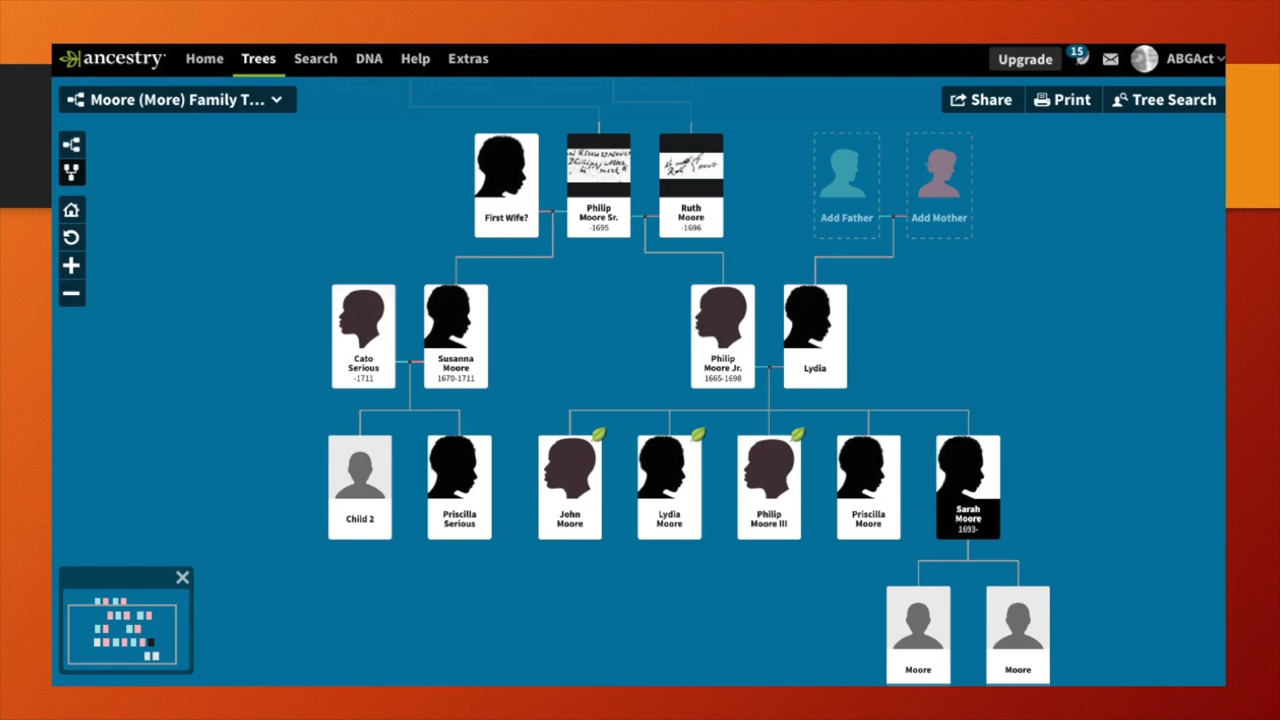 ancestry
Home
Trees
Search
DNA
Help
Extras
Upgrade
15
ABGAct
Moore (More) Family T...
Share
Print
Tree Search
First Wife?
Philip
Moore Sr.
-1695
Ruth
Moore
-1696
Add Father
Add Mother
Cato
Serious
-1711
Susanna
Moore
1670-1711
Philip
Moore Jr.
1665-1698
Lydia
Child 2
Priscilla
Serious
John
Moore
Lydia
Moore
Philip
Moore III
Priscilla
Moore
Sarah
Moore
1693-
Moore
Moore